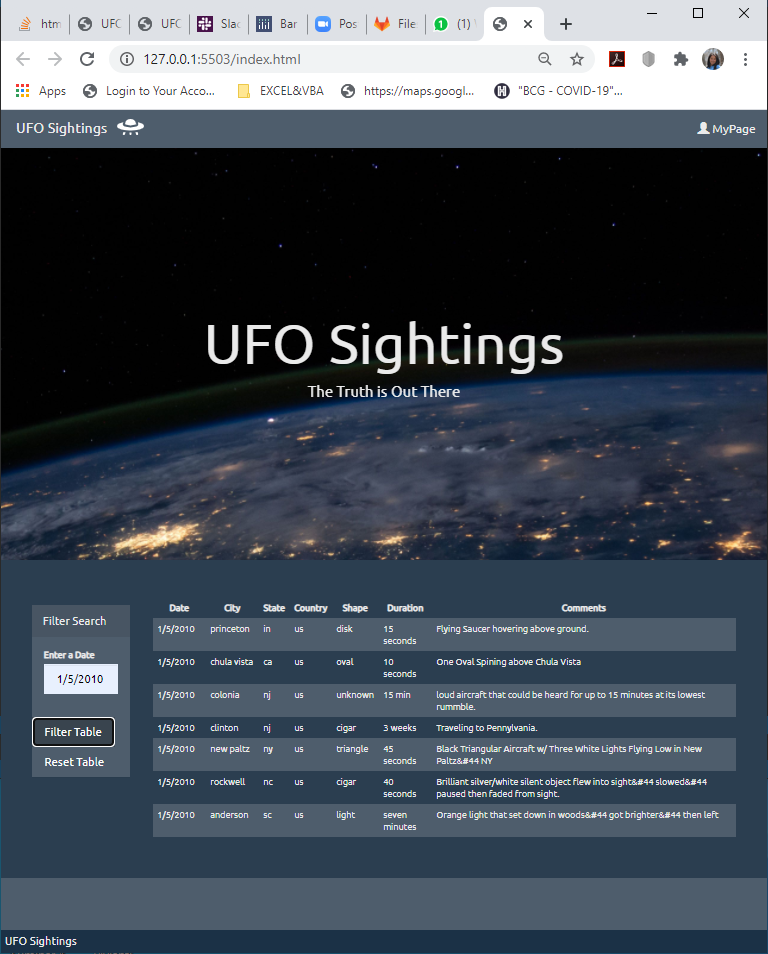 htm UFC UFC Slac Bar Pos File (1)
127.0.0.1:5503/index.html
Apps Login to Your Acco... EXCEL&VBA https://maps.googl... "BCG - COVID-19"...
UFO Sightings MyPage
UFO Sightings
The Truth is Out There
Filter Search
Enter a Date
1/5/2010
Filter Table
Reset Table
Date City State Country Shape Duration Comments
1/5/2010 princeton in us disk 15 seconds Flying Saucer hovering above ground.
1/5/2010 chula vista ca us oval 10 seconds One Oval Spining above Chula Vista
1/5/2010 colonia nj us unknown 15 min loud aircraft that could be heard for up to 15 minutes at its lowest
rummble.
1/5/2010 clinton nj us cigar 3 weeks Traveling to Pennylvania.
1/5/2010 new paltz ny us triangle 45 seconds Black Triangular Aircraft w/ Three White Lights Flying Low in New
Paltz&#44 NY
1/5/2010 rockwell nc us cigar 40 seconds Brilliant silver/white silent object flew into sight&#44 slowed&#44
paused then faded from sight.
1/5/2010 anderson sc us light seven minutes Orange light that set down in woods&#44 got brighter&#44 then left
UFO Sightings